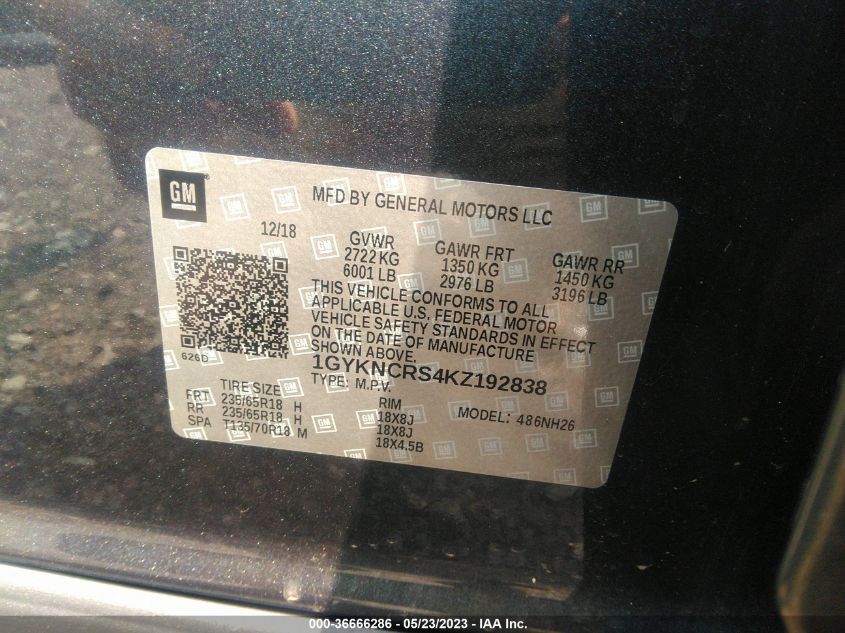 GM
MFD BY GENERAL MOTORS LLC
12/18
GVWR GAWR FRT GAWR RR
2722 KG 1350 KG 1450 KG
6001 LB 2976 LB 3196 LB
THIS VEHICLE CONFORMS TO ALL
APPLICABLE U.S. FEDERAL MOTOR
VEHICLE SAFETY STANDARDS IN EFFECT
ON THE DATE OF MANUFACTURE
SHOWN ABOVE.
626D
1GYKNCRS4KZ192838
TYPE: M.P.V.
TIRE SIZE RIM
FRT 235/65R18 H 18X8J
RR 235/65R18 H 18X8J
SPA T135/70R18 M 18X4.5B
MODEL: 486NH26
000-36666286 - 05/23/2023 - IAA Inc.